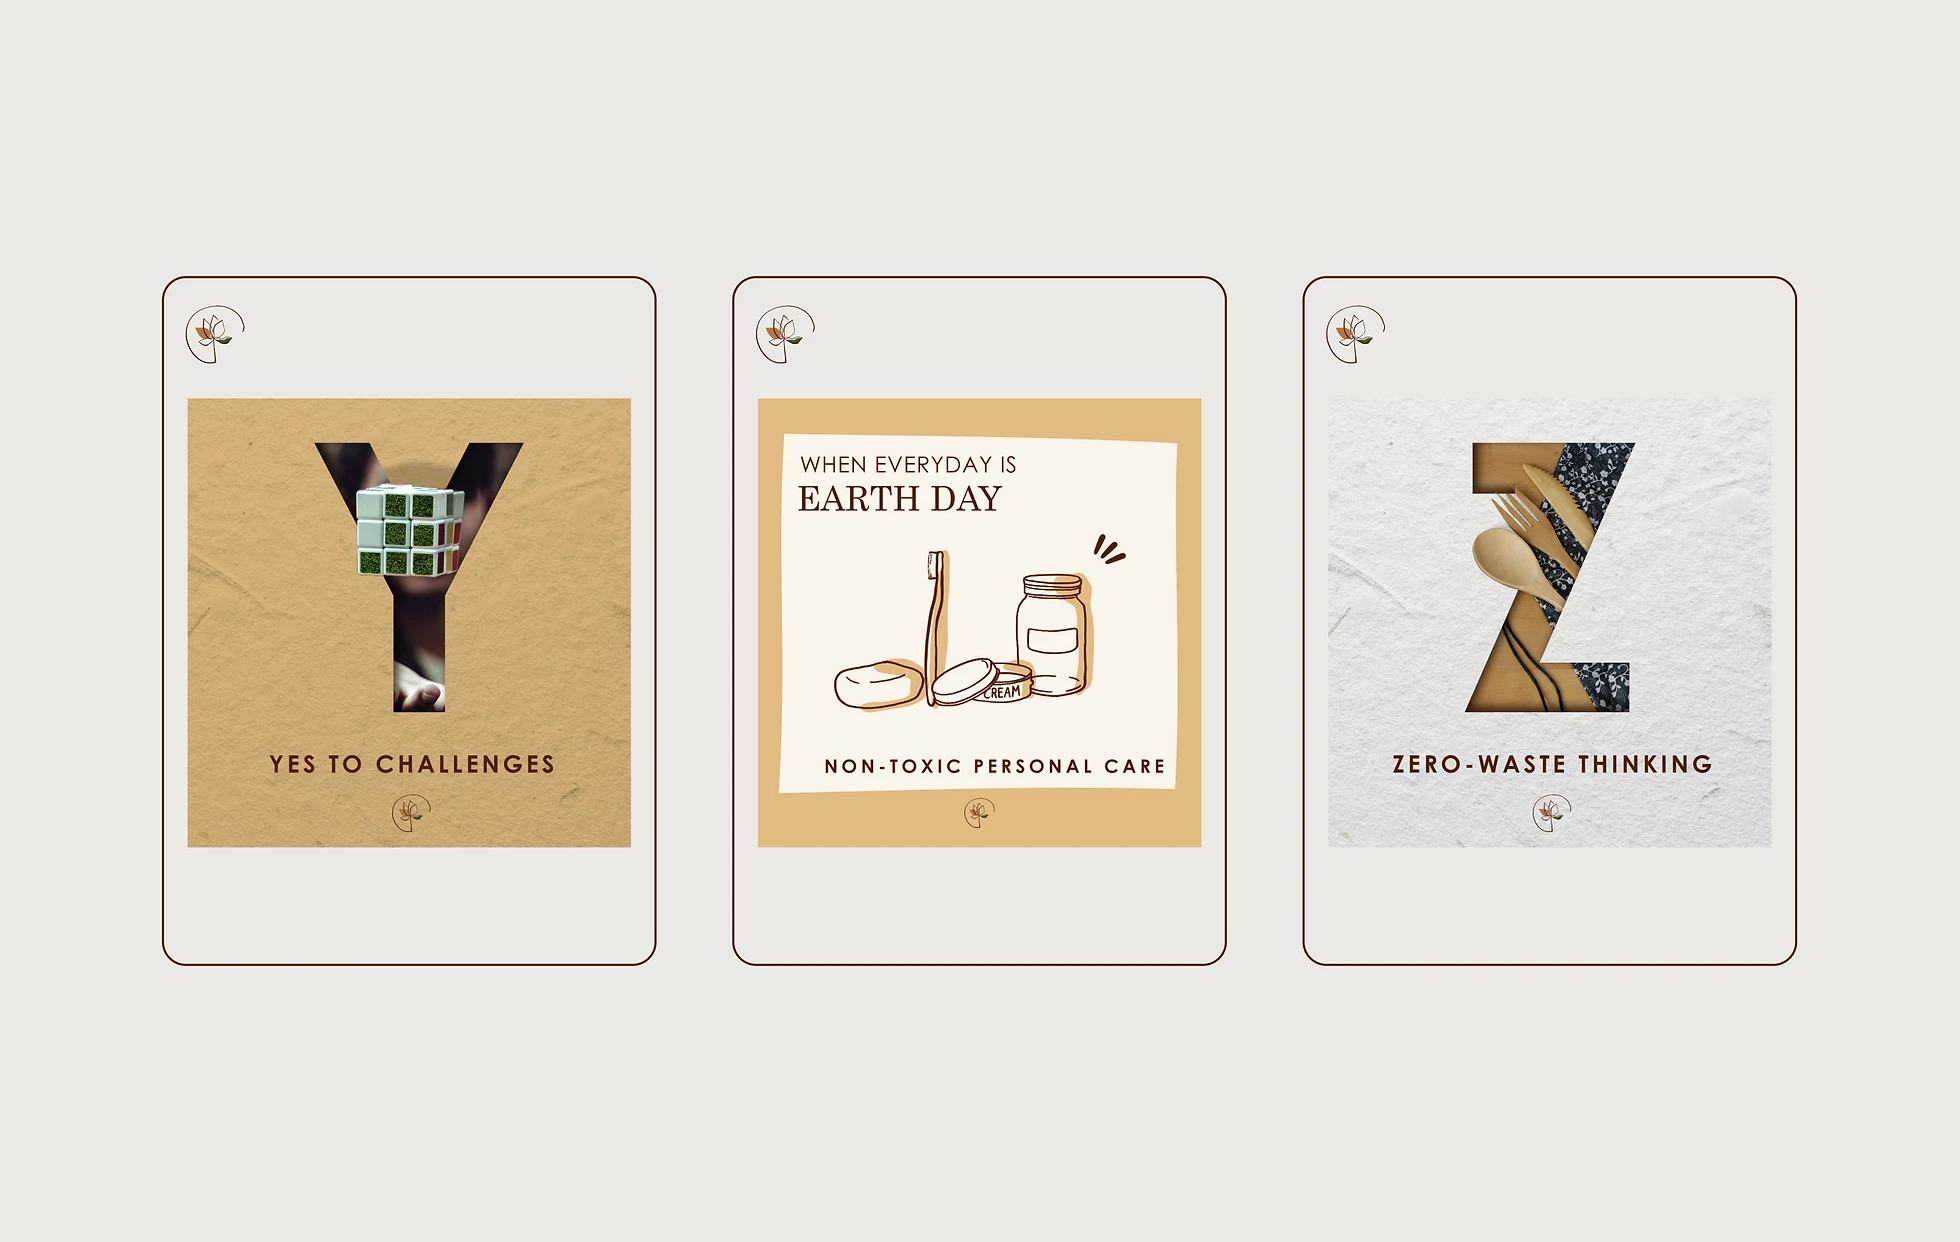 Y
YES TO CHALLENGES
WHEN EVERYDAY IS
EARTH DAY
CREAM
NON-TOXIC PERSONAL CARE
Z
ZERO-WASTE THINKING